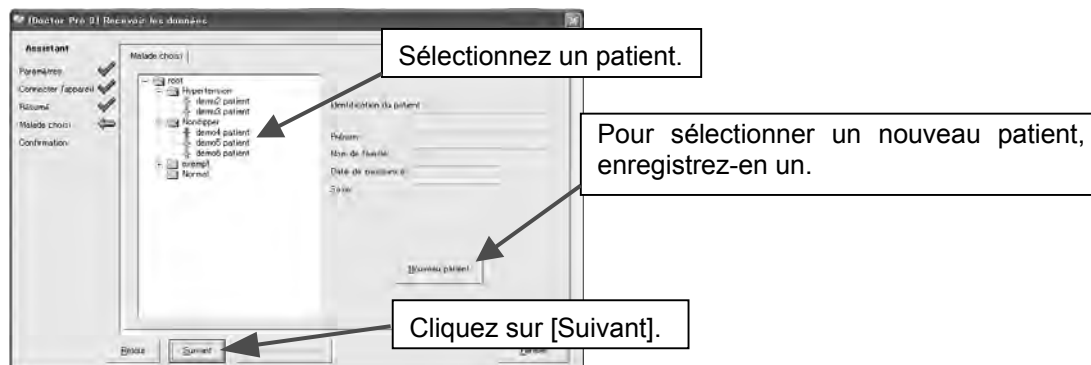 [Doctor Pro 3] Recevoir les données
Assistant
Paramètres
Connecter l'appareil
Résumé
Malade choisi
Confirmation
Malade choisi
root
Hypertension
demo2 patient
demo3 patient
Nondipper
demo4 patient
demo5 patient
demo6 patient
exempt
Normal
Identification du patient
Prénom:
Nom de famille:
Date de naissance:
Sexe:
Nouveau patient
Suivant
Sélectionnez un patient.
Pour sélectionner un nouveau patient,
enregistrez-en un.
Cliquez sur [Suivant].